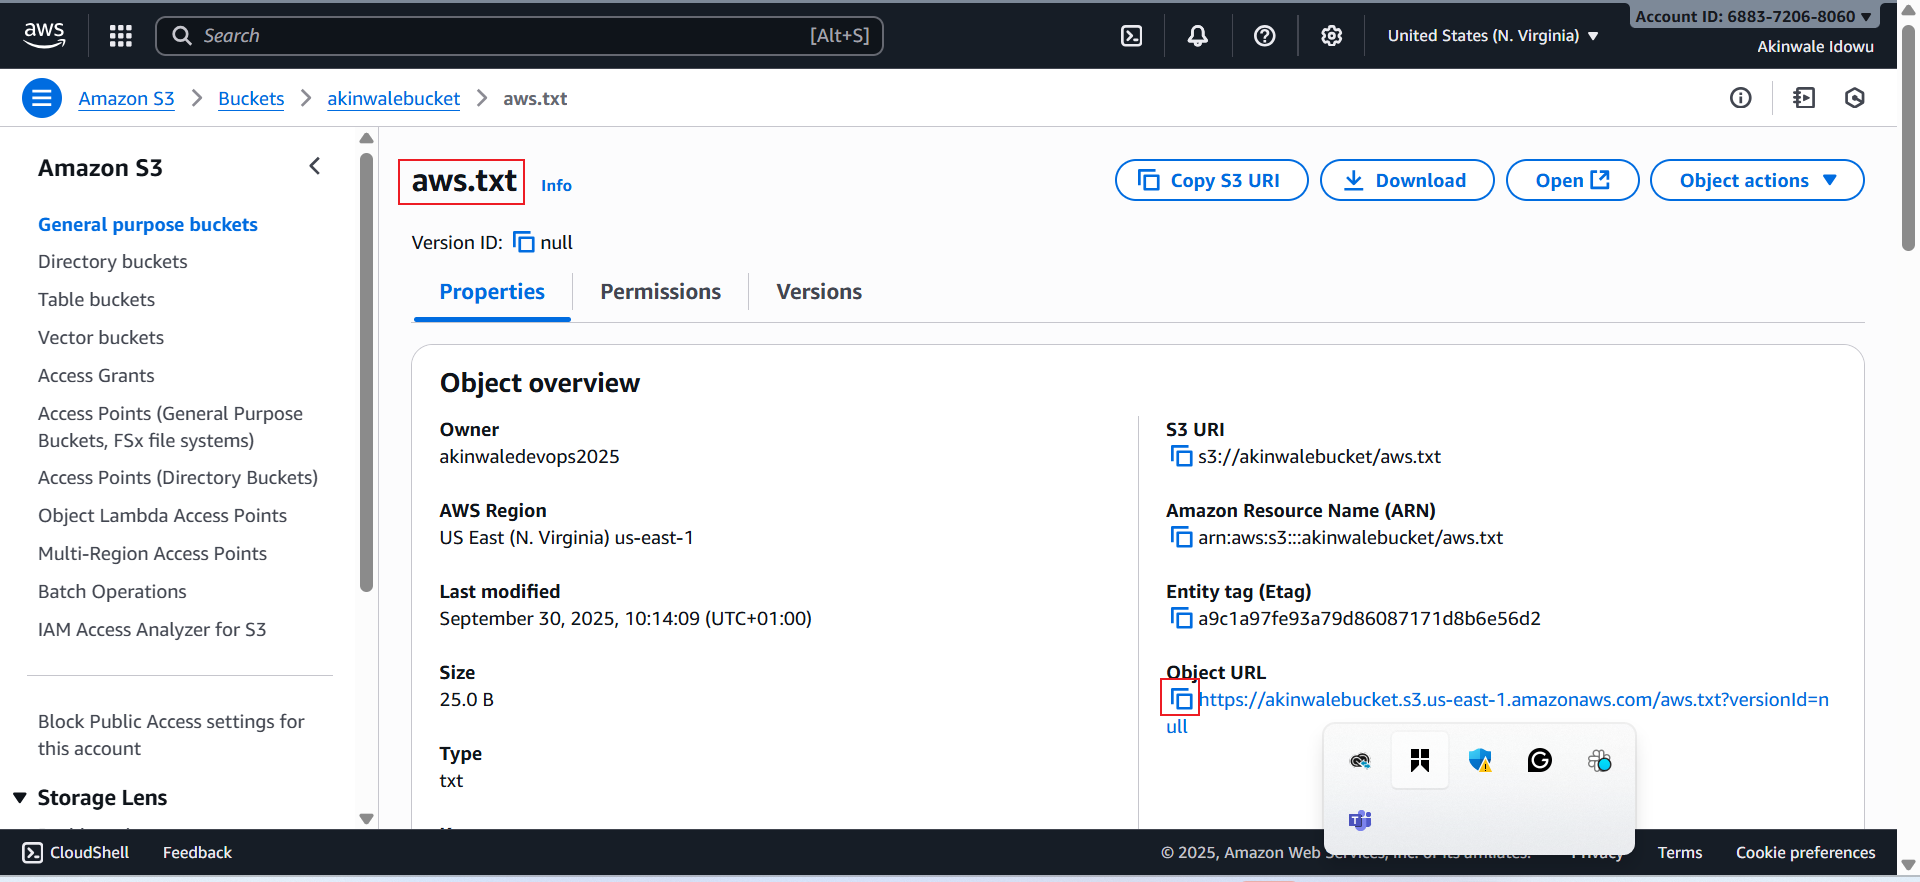 aws
Search [Alt+S]
United States (N. Virginia)
Account ID: 6883-7206-8060
Akinwale Idowu
Amazon S3 > Buckets > akinwalebucket > aws.txt
Amazon S3
General purpose buckets
Directory buckets
Table buckets
Vector buckets
Access Grants
Access Points (General Purpose
Buckets, FSx file systems)
Access Points (Directory Buckets)
Object Lambda Access Points
Multi-Region Access Points
Batch Operations
IAM Access Analyzer for S3
Block Public Access settings for
this account
Storage Lens
aws.txt Info
Copy S3 URI
Download
Open
Object actions
Version ID: null
Properties
Permissions
Versions
Object overview
Owner
akinwaledevops2025
AWS Region
US East (N. Virginia) us-east-1
Last modified
September 30, 2025, 10:14:09 (UTC+01:00)
Size
25.0 B
Type
txt
S3 URI
s3://akinwalebucket/aws.txt
Amazon Resource Name (ARN)
arn:aws:s3:::akinwalebucket/aws.txt
Entity tag (Etag)
a9c1a97fe93a79d86087171d8b6e56d2
Object URL
https://akinwalebucket.s3.us-east-1.amazonaws.com/aws.txt?versionId=n
ull
CloudShell Feedback
© 2025, Amazon Web Services, Inc. or its affiliates. Privacy Terms Cookie preferences